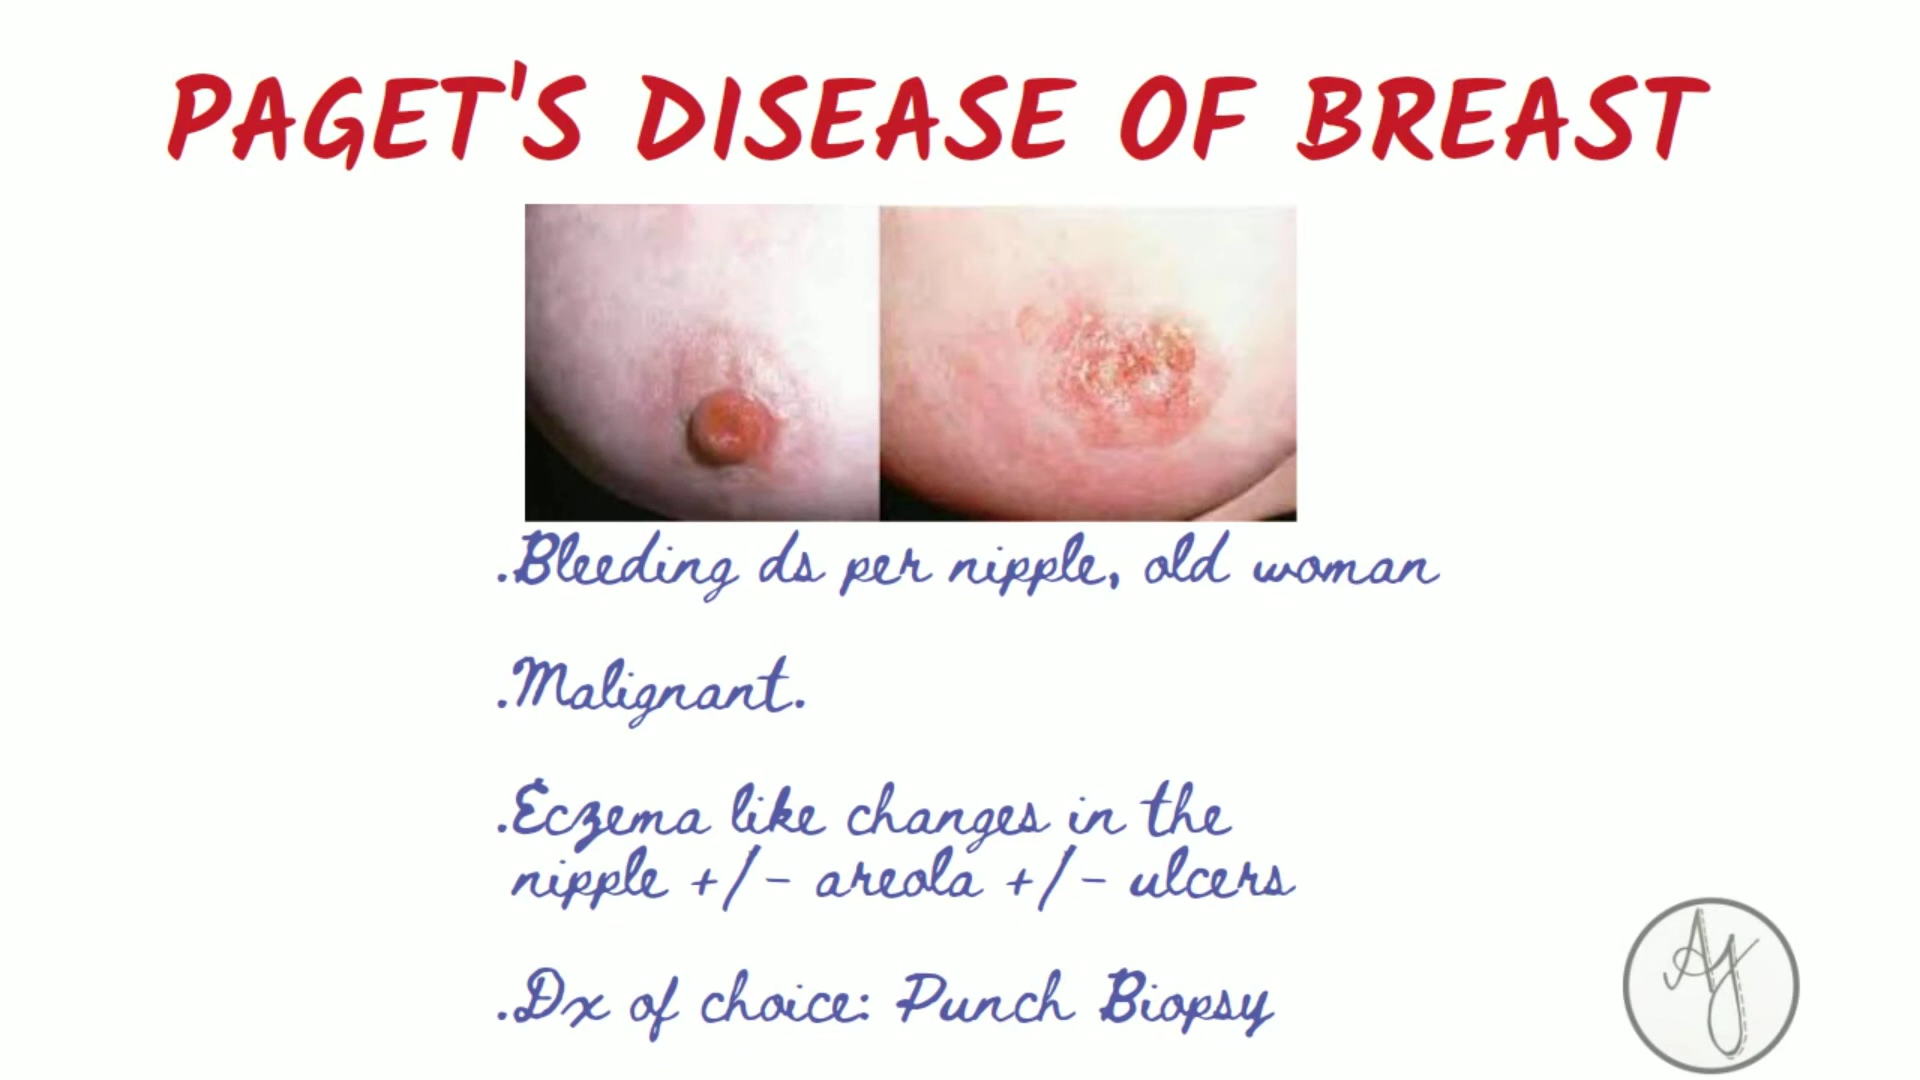 PAGET'S DISEASE OF BREAST
.Bleeding ds per nipple, old woman
.Malignant.
.Eczema like changes in the
nipple +/- areola +/- ulcers
.Dx of choice: Punch Biopsy
AY